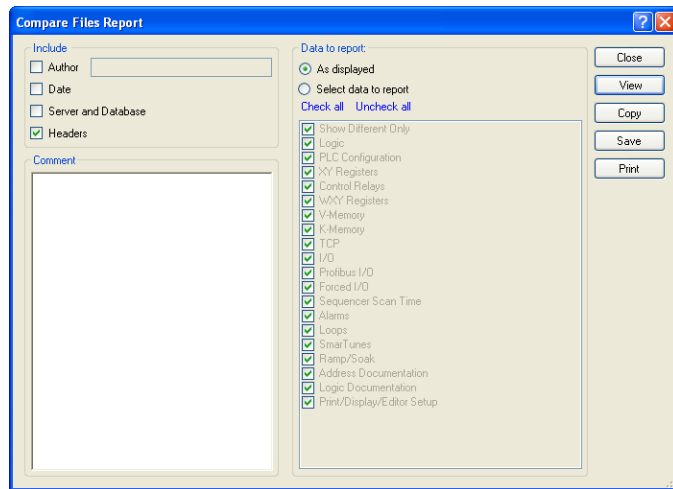 Compare Files Report
Include
Author
Date
Server and Database
Headers
Comment
Data to report:
As displayed
Select data to report
Check all Uncheck all
Show Different Only
Logic
PLC Configuration
XY Registers
Control Relays
WXY Registers
V-Memory
K-Memory
TCP
I/O
Profibus I/O
Forced I/O
Sequencer Scan Time
Alarms
Loops
SmarTunes
Ramp/Soak
Address Documentation
Logic Documentation
Print/Display/Editor Setup
Close
View
Copy
Save
Print